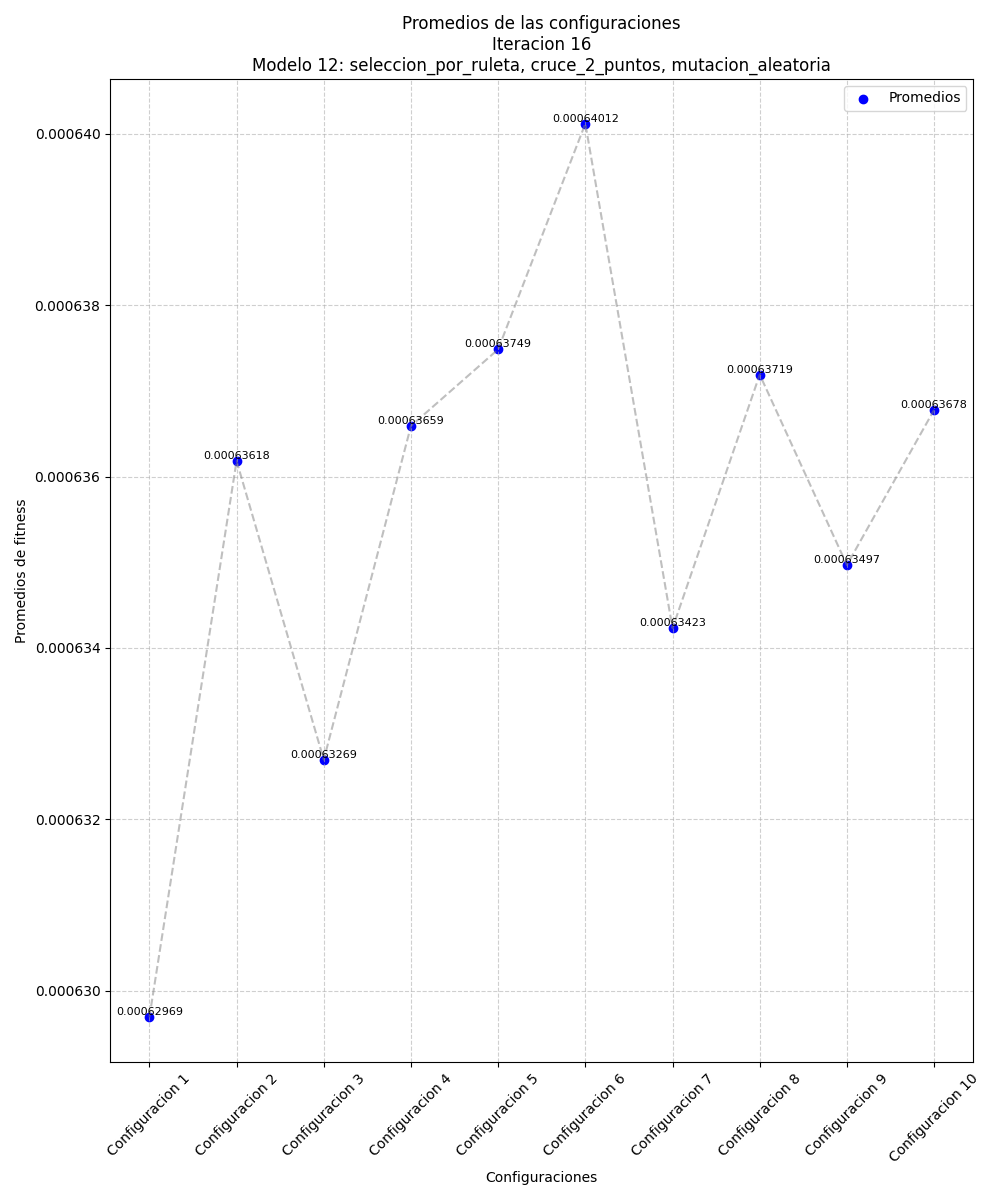 Promedios de las configuraciones
Iteracion 16
Modelo 12: seleccion_por_ruleta, cruce_2_puntos, mutacion_aleatoria
Promedios
0.000640
0.000638
0.000636
0.000634
0.000632
0.000630
Promedios de fitness
0.00062969
0.00063618
0.00063269
0.00063659
0.00063749
0.00064012
0.00063423
0.00063719
0.00063497
0.00063678
Configuracion 1
Configuracion 2
Configuracion 3
Configuracion 4
Configuracion 5
Configuracion 6
Configuracion 7
Configuracion 8
Configuracion 9
Configuracion 10
Configuraciones